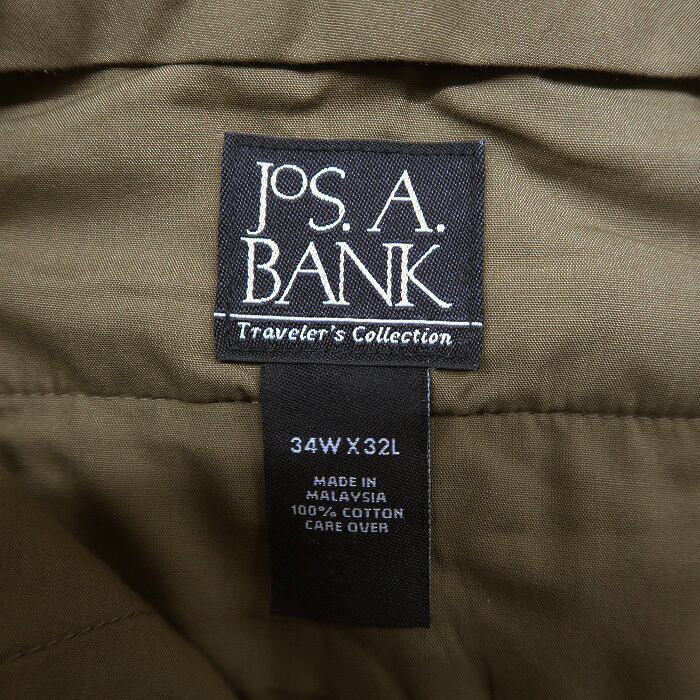 JoS. A.
BANK
Traveler's Collection
34W X 32L
MADE IN
MALAYSIA
100% COTTON
CARE OVER